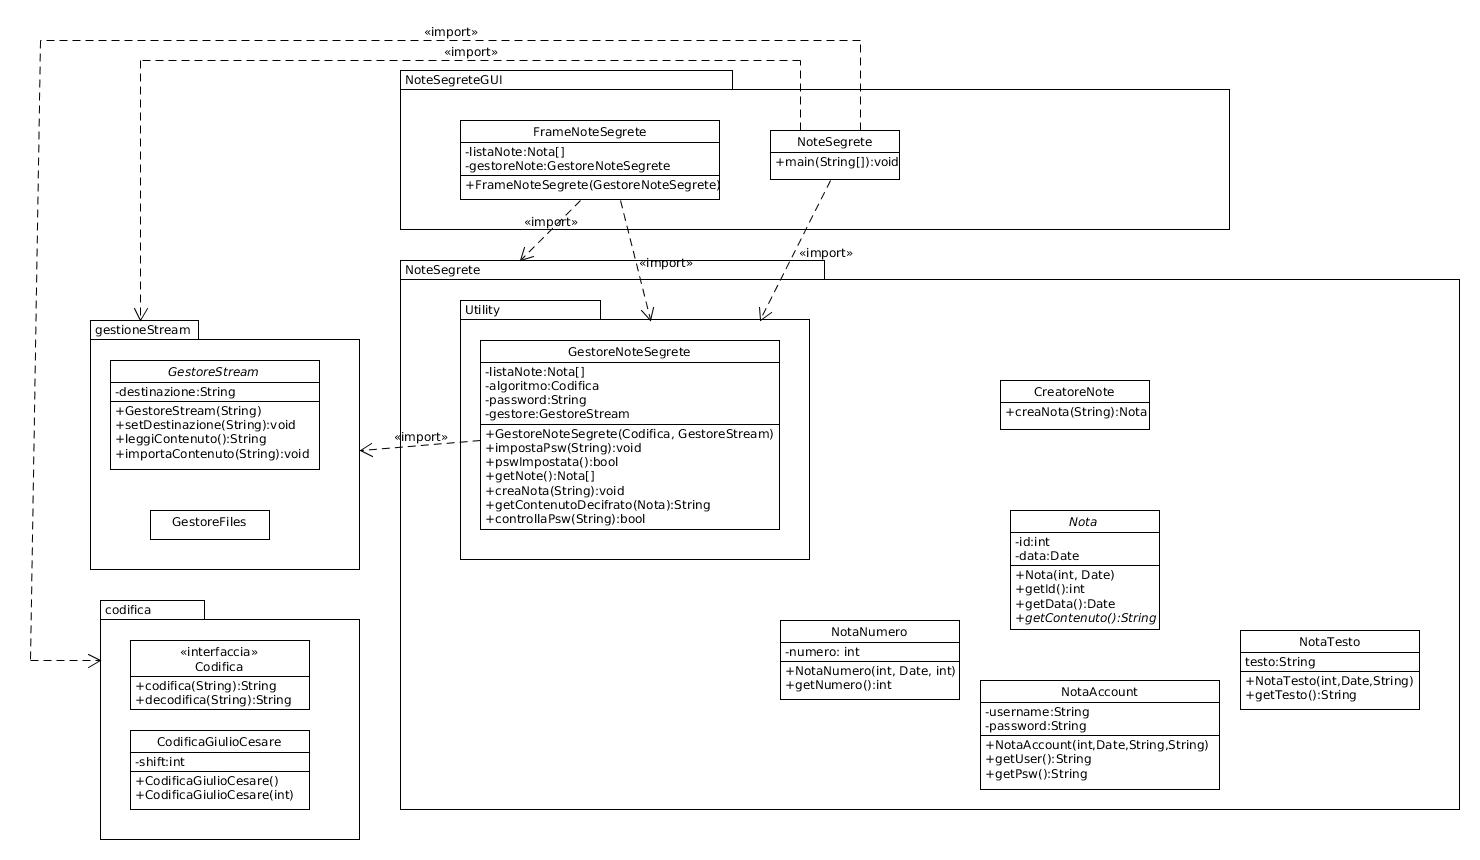 «import»
«import»
NoteSegreteGUI
FrameNoteSegrete
-listaNote:Nota[]
-gestoreNote:GestoreNoteSegrete
+FrameNoteSegrete(GestoreNoteSegrete)
NoteSegrete
+main(String[]):void
«import»
«import»
«import»
NoteSegrete
Utility
GestoreNoteSegrete
-listaNote:Nota[]
-algoritmo:Codifica
-password:String
-gestore:GestoreStream
+GestoreNoteSegrete(Codifica, GestoreStream)
+impostaPsw(String):void
+pswImpostata():bool
+getNote():Nota[]
+creaNota(String):void
+getContenutoDecifrato(Nota):String
+controllaPsw(String):bool
«import»
gestioneStream
GestoreStream
-destinazione:String
+GestoreStream(String)
+setDestinazione(String):void
+leggiContenuto():String
+importaContenuto(String):void
GestoreFiles
CreatoreNote
+creaNota(String):Nota
Nota
-id:int
-data:Date
+Nota(int, Date)
+getId():int
+getData():Date
+getContenuto():String
NotaNumero
-numero: int
+NotaNumero(int, Date, int)
+getNumero():int
NotaAccount
-username:String
-password:String
+NotaAccount(int,Date,String,String)
+getUser():String
+getPsw():String
NotaTesto
testo:String
+NotaTesto(int,Date,String)
+getTesto():String
codifica
«interfaccia»
Codifica
+codifica(String):String
+decodifica(String):String
CodificaGiulioCesare
-shift:int
+CodificaGiulioCesare()
+CodificaGiulioCesare(int)